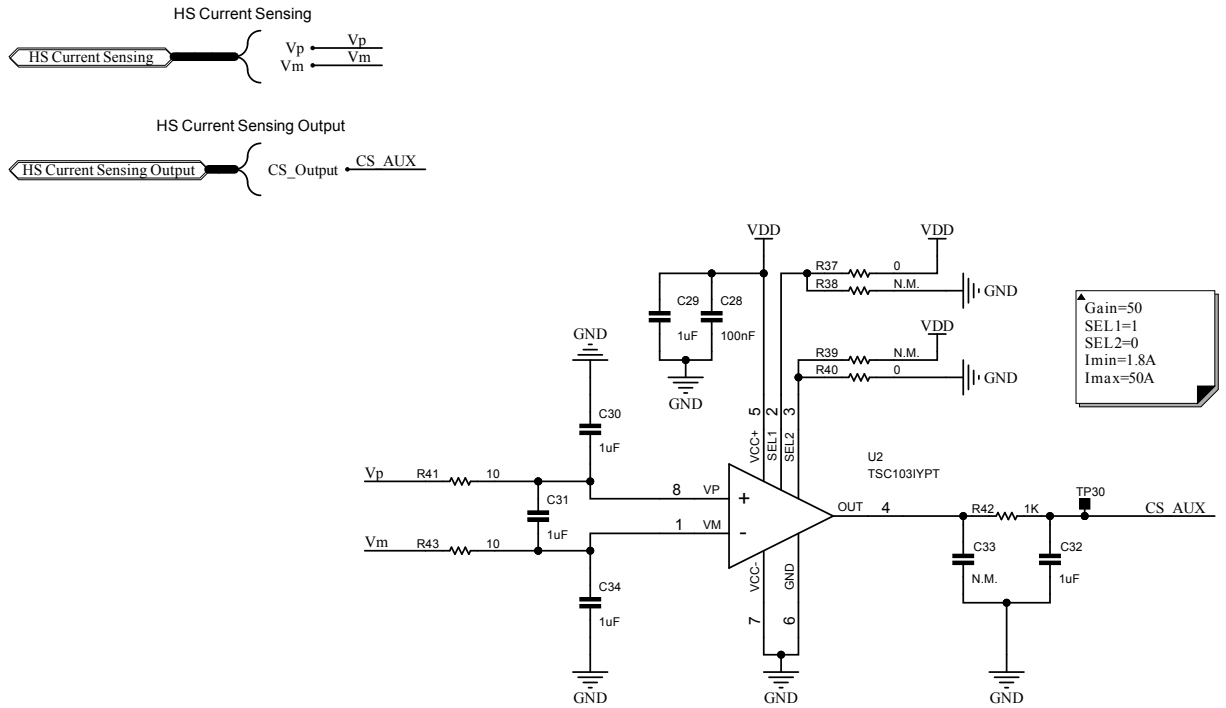 HS Current Sensing
HS Current Sensing
Vp Vp
Vm Vm
HS Current Sensing Output
HS Current Sensing Output
CS_Output CS_AUX
VDD
VDD
R37 0
R38 N.M.
GND
C29 C28
1uF 100nF
GND
VDD
R39 N.M.
R40 0
GND
Gain=50
SEL1=1
SEL2=0
Imin=1.8A
Imax=50A
GND
C30
1uF
5 2 3
VCC+ SEL1 SEL2
U2
TSC103IYPT
Vp R41 10
8 VP
+
C31
1uF
OUT 4
R42 1K
TP30
CS_AUX
Vm R43 10
1 VM
-
C33
N.M.
C32
1uF
C34
1uF
VCC- GND
7 6
GND
GND
GND